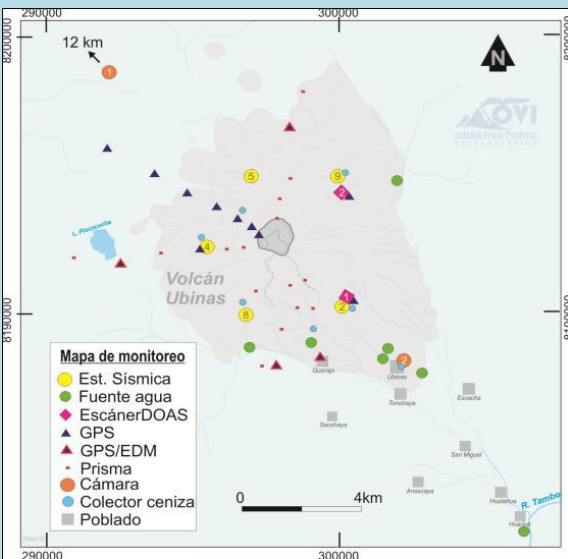 290000
300000
8200000
8200000
12 km
1
N
OVI
OBSERVATORIO
VULCANOLÓGICO
5
9
2
L. Piscococha
4
Volcán
Ubinas
1
2
8
8190000
Mapa de monitoreo
Est. Sísmica
Fuente agua
EscánerDOAS
GPS
GPS/EDM
Prisma
Cámara
Colector ceniza
Poblado
2
Querapi
Ubinas
Tonohaya
Escacha
Sacohaya
San Miguel
Anascapa
Huatahua
Huarina
R. Tambo
0
4km
290000
300000